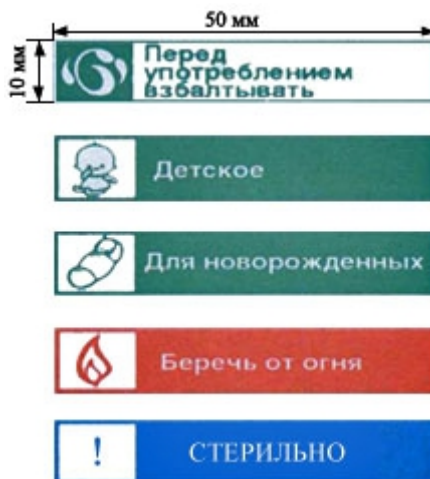 50 мм
10 мм
Перед
употреблением
взбалтывать
Детское
Для новорожденных
Беречь от огня
! СТЕРИЛЬНО